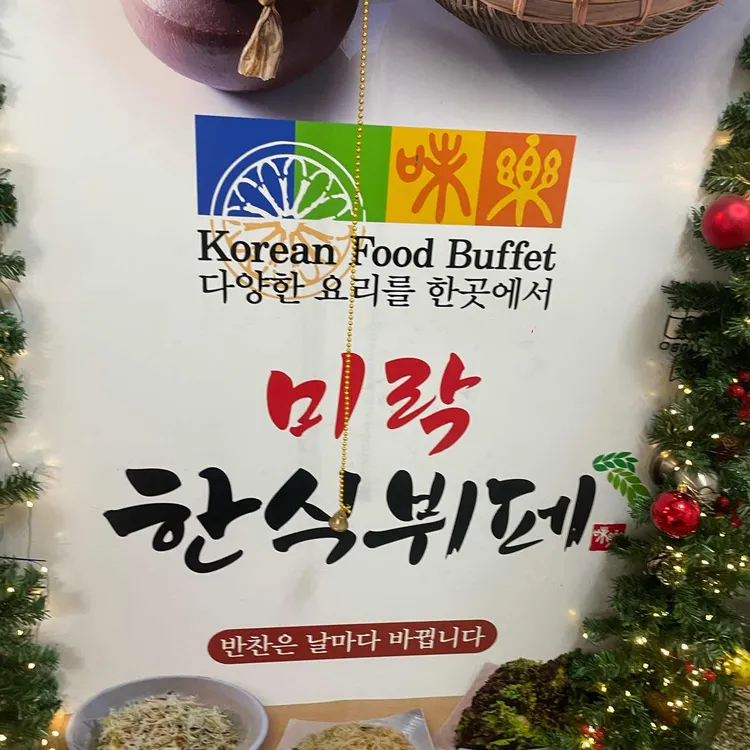 味樂
Korean Food Buffet
다양한 요리를 한곳에서
미락
한식뷔페
반찬은 날마다 바뀝니다